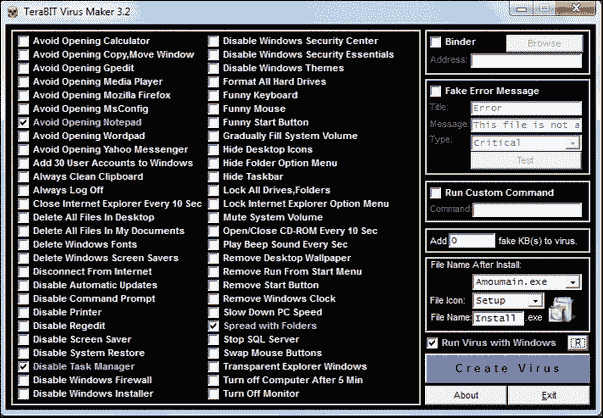 TeraBIT Virus Maker 3.2
Avoid Opening Calculator
Avoid Opening Copy,Move Window
Avoid Opening Gpedit
Avoid Opening Media Player
Avoid Opening Mozilla Firefox
Avoid Opening MsConfig
Avoid Opening Notepad
Avoid Opening Wordpad
Avoid Opening Yahoo Messenger
Add 30 User Accounts to Windows
Always Clean Clipboard
Always Log Off
Close Internet Explorer Every 10 Sec
Delete All Files In Desktop
Delete All Files In My Documents
Delete Windows Fonts
Delete Windows Screen Savers
Disconnect From Internet
Disable Automatic Updates
Disable Command Prompt
Disable Printer
Disable Regedit
Disable Screen Saver
Disable System Restore
Disable Task Manager
Disable Windows Firewall
Disable Windows Installer
Disable Windows Security Center
Disable Windows Security Essentials
Disable Windows Themes
Format All Hard Drives
Funny Keyboard
Funny Mouse
Funny Start Button
Gradually Fill System Volume
Hide Desktop Icons
Hide Folder Option Menu
Hide Taskbar
Lock All Drives,Folders
Lock Internet Explorer Option Menu
Mute System Volume
Open/Close CD-ROM Every 10 Sec
Play Beep Sound Every Sec
Remove Desktop Wallpaper
Remove Run From Start Menu
Remove Start Button
Remove Windows Clock
Slow Down PC Speed
Spread with Folders
Stop SQL Server
Swap Mouse Buttons
Transparent Explorer Windows
Turn off Computer After 5 Min
Turn Off Monitor
Binder
Browse
Address:
Fake Error Message
Title: Error
Message: This file is not a
Type: Critical
Test
Run Custom Command
Command:
Add 0 fake KB(s) to virus.
File Name After Install:
Amoumain.exe
File Icon: Setup
File Name: Install .exe
Run Virus with Windows R
Create Virus
About
Exit